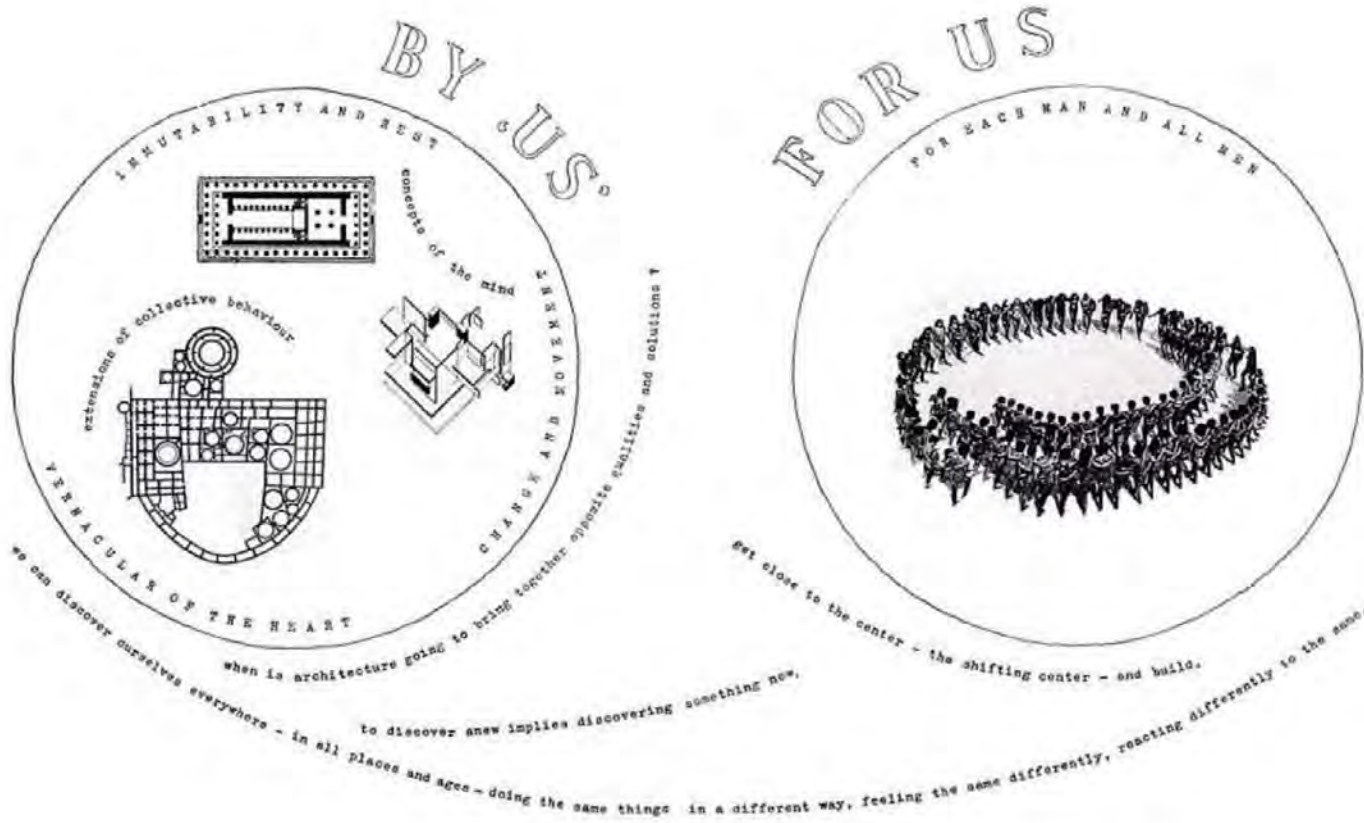 BY ‚US’
FOR US
IMMUTABILITY AND REST
concepts of the mind
extensions of collective behaviour
CHANGE AND MOVEMENT
VERNACULAR OF THE HEART
FOR EACH MAN AND ALL MEN
when is architecture going to bring together opposite qualities and solutions ?
to discover anew implies discovering something new.
get close to the center - the shifting center - and build.
we can discover ourselves everywhere - in all places and ages - doing the same things in a different way, feeling the same differently, reacting differently to the same.